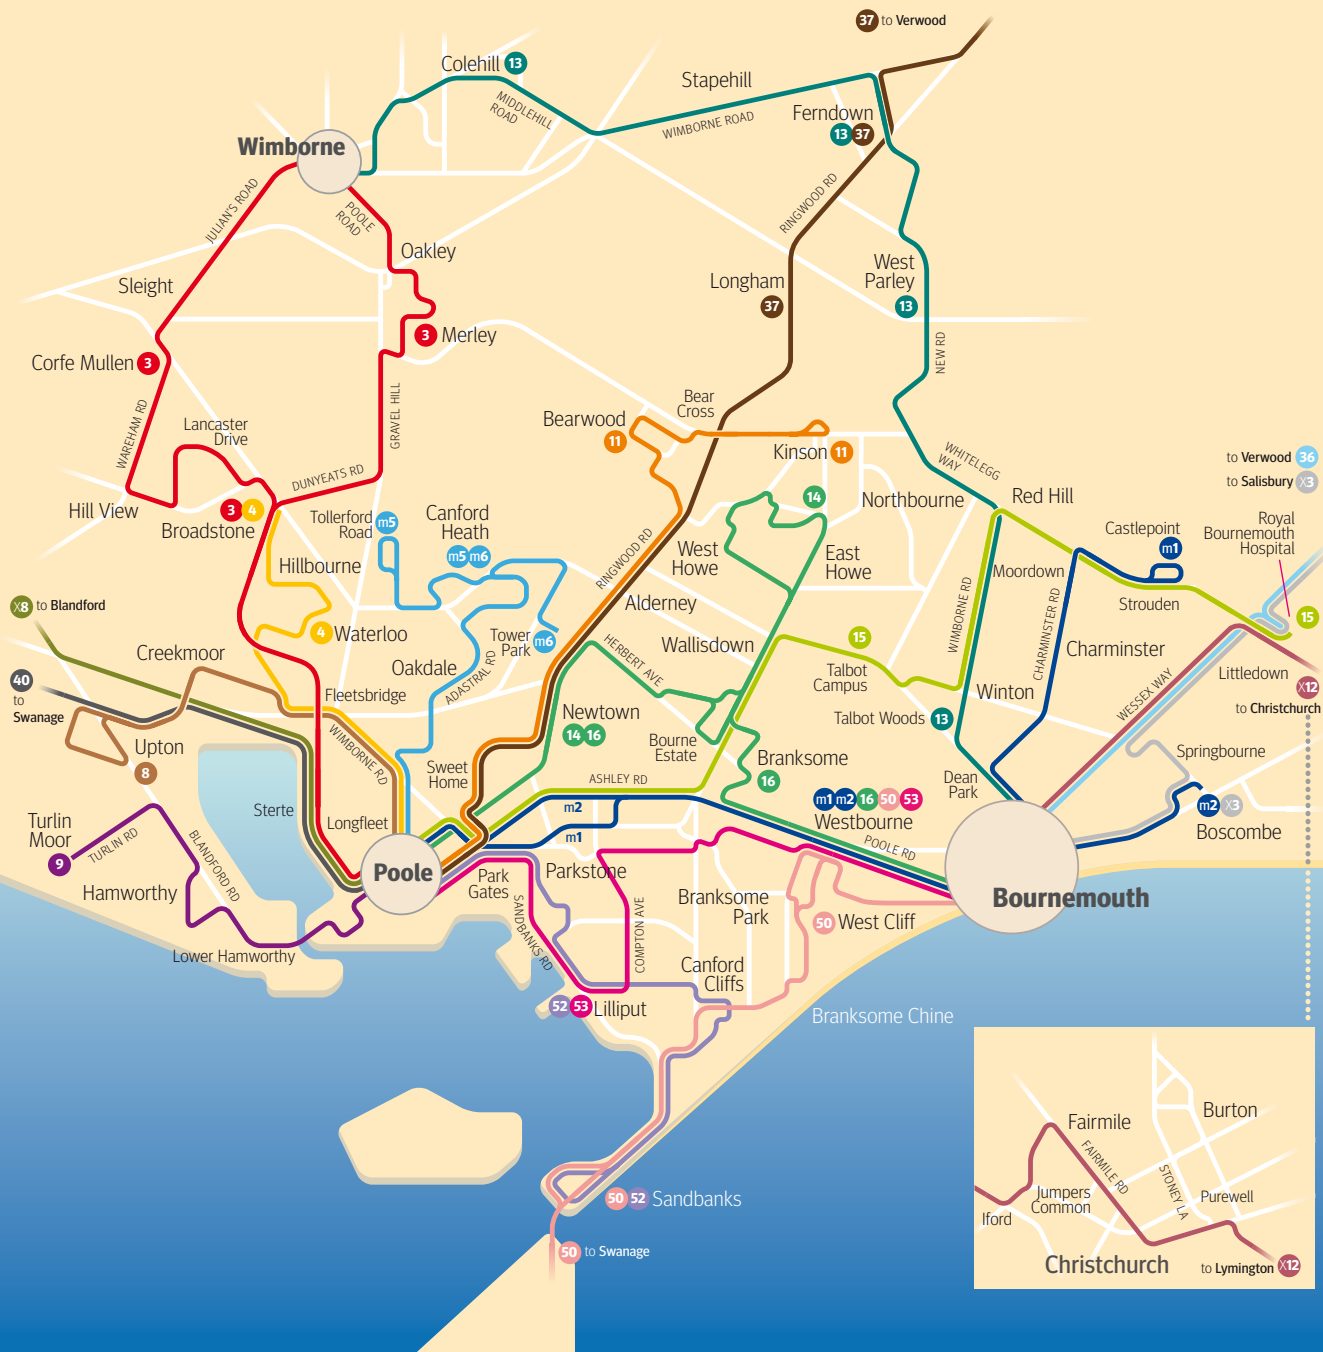 37 to Verwood
Colehill 13
Stapehill
MIDDLEHILL
ROAD
WIMBORNE ROAD
Ferndown
13 37
Wimborne
JULIAN'S ROAD
POOLE
ROAD
RINGWOOD RD
Oakley
Sleight
Longham
37
West
Parley
13
3 Merley
NEW RD
Corfe Mullen 3
WAREHAM RD
GRAVEL HILL
Lancaster
Drive
Bear
Cross
Bearwood
11
Kinson 11
WHITELEGG
WAY
to Verwood 36
to Salisbury X3
DUNYEATS RD
Hill View
3 4
Broadstone
Tollerford
Road
m5
Canford
Heath
m5 m6
14
Northbourne
Red Hill
Castlepoint
m1
Royal
Bournemouth
Hospital
Hillbourne
RINGWOOD RD
West
Howe
East
Howe
WIMBORNE RD
Moordown
CHARMINSTER RD
Strouden
X8 to Blandford
Alderney
15
4 Waterloo
Tower
Park
m6
HERBERT AVE
Wallisdown
15
Charminster
Creekmoor
Oakdale
ADASTRAL RD
Talbot
Campus
Littledown
40
to
Swanage
Fleetsbridge
Winton
WESSEX WAY
X12
to Christchurch
Newtown
14 16
Talbot Woods 13
WIMBORNE RD
Upton
8
Bourne
Estate
Branksome
16
Springbourne
Sweet
Home
ASHLEY RD
Dean
Park
m2
m1 m2 16 50 53
Westbourne
m2 X3
Boscombe
Sterte
Longfleet
m1
POOLE RD
Turlin
Moor
9
TURLIN RD
BLANDFORD RD
Poole
Park
Gates
Parkstone
Hamworthy
SANDBANKS RD
COMPTON AVE
Branksome
Park
50 West Cliff
Bournemouth
Lower Hamworthy
Canford
Cliffs
52 53 Lilliput
Branksome Chine
50 52 Sandbanks
50 to Swanage
Burton
Fairmile
FAIRMILE RD
STONEY LA
Jumpers
Common
Purewell
Iford
Christchurch
to Lymington X12